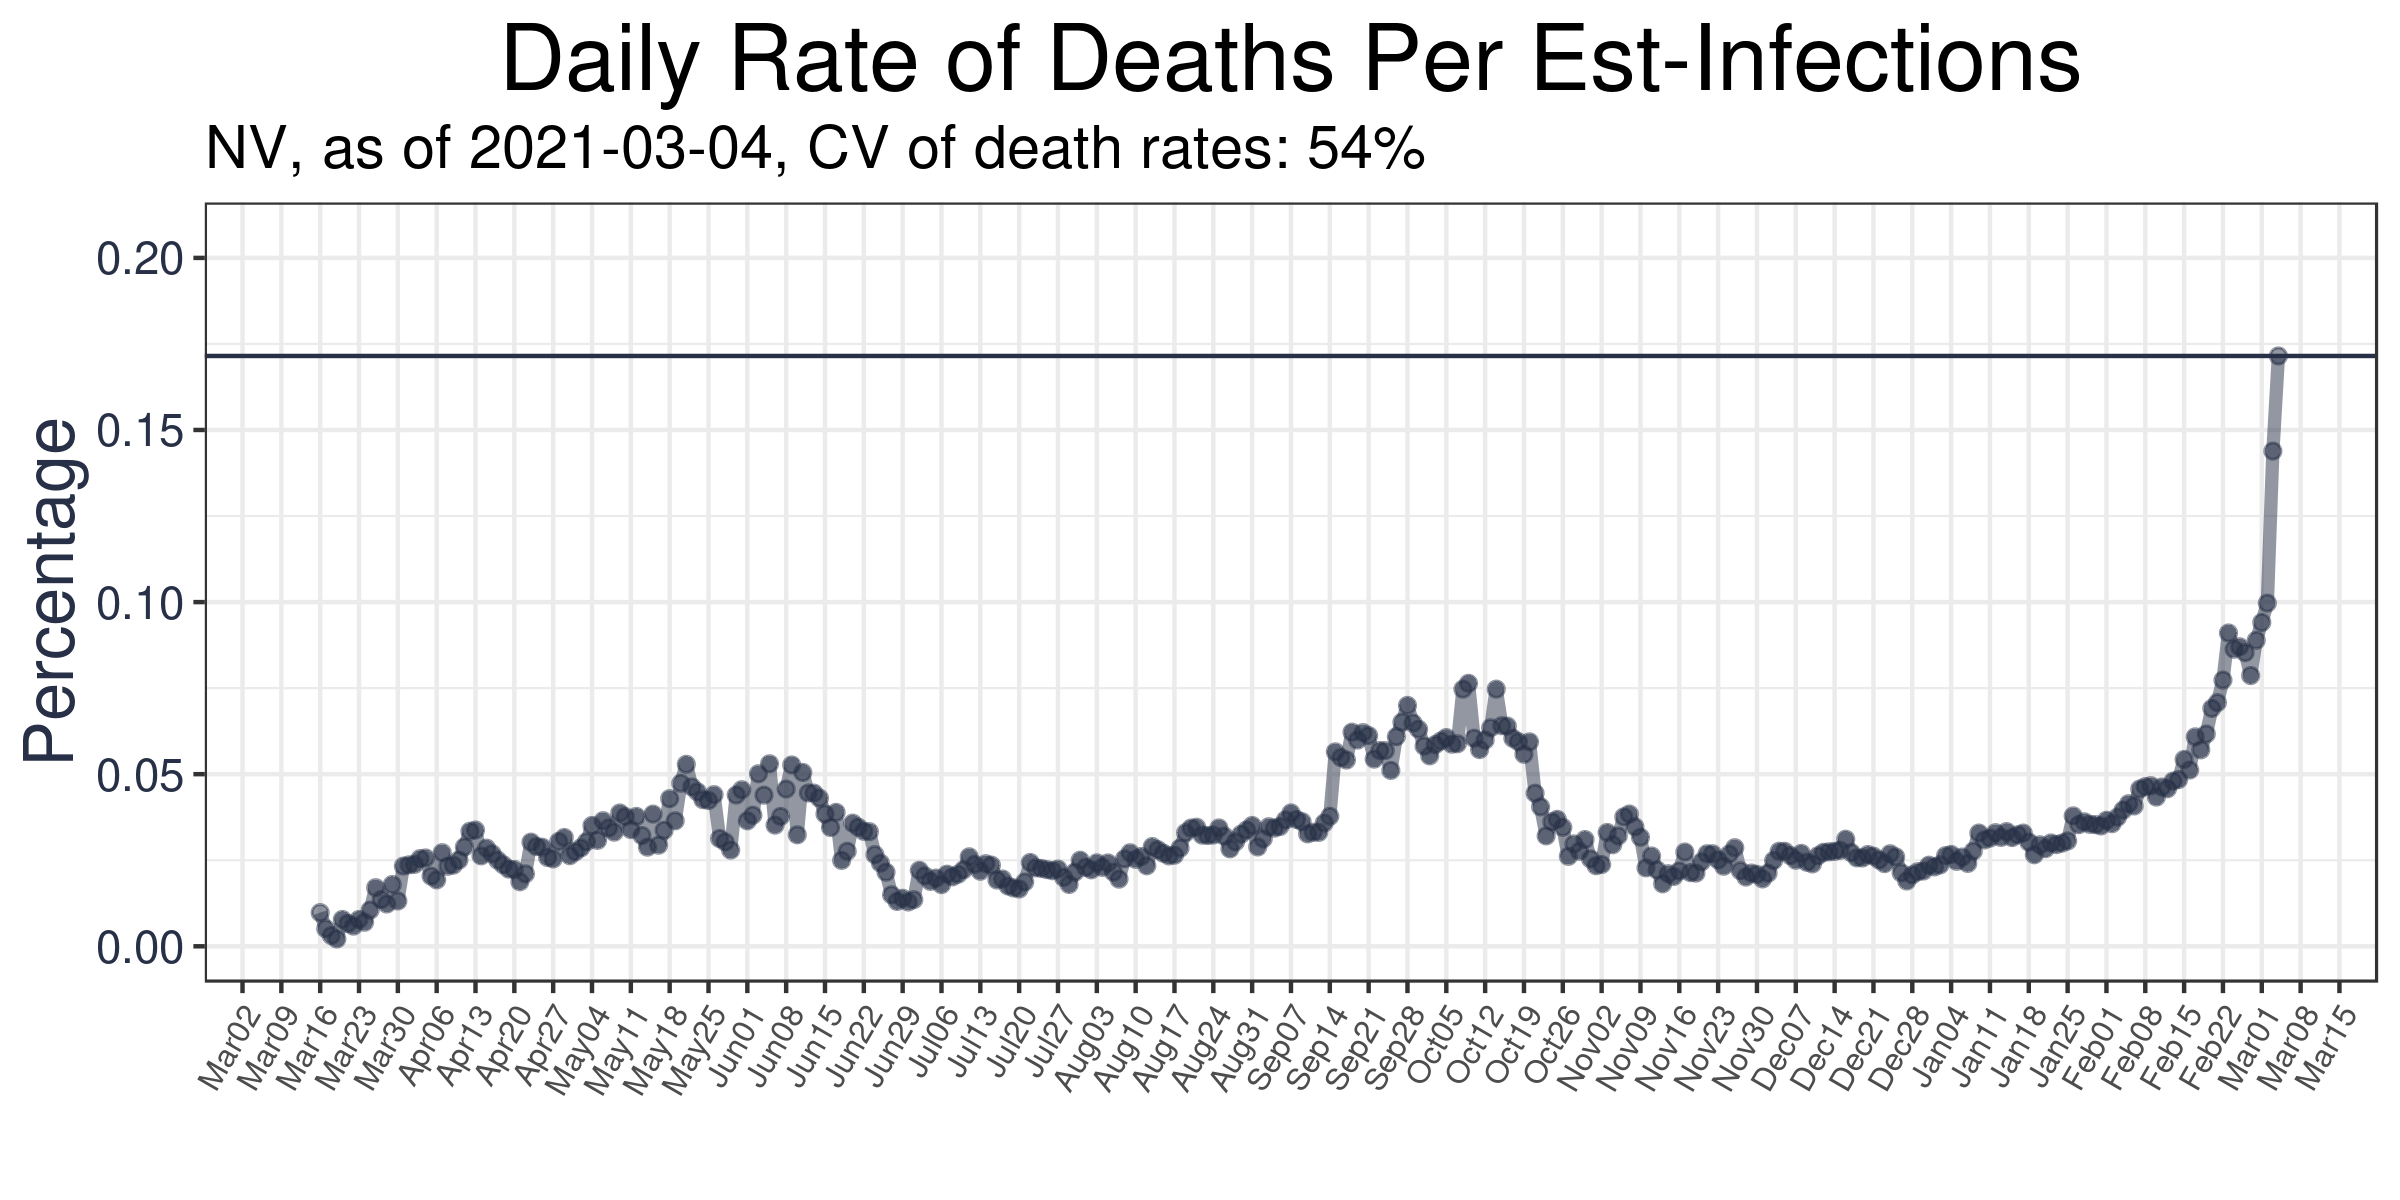 Daily Rate of Deaths Per Est-Infections
NV, as of 2021-03-04, CV of death rates: 54%
Percentage
0.20
0.15
0.10
0.05
0.00
Mar02
Mar09
Mar16
Mar23
Mar30
Apr06
Apr13
Apr20
Apr27
May04
May11
May18
May25
Jun01
Jun08
Jun15
Jun22
Jun29
Jul06
Jul13
Jul20
Jul27
Aug03
Aug10
Aug17
Aug24
Aug31
Sep07
Sep14
Sep21
Sep28
Oct05
Oct12
Oct19
Oct26
Nov02
Nov09
Nov16
Nov23
Nov30
Dec07
Dec14
Dec21
Dec28
Jan04
Jan11
Jan18
Jan25
Feb01
Feb08
Feb15
Feb22
Mar01
Mar08
Mar15